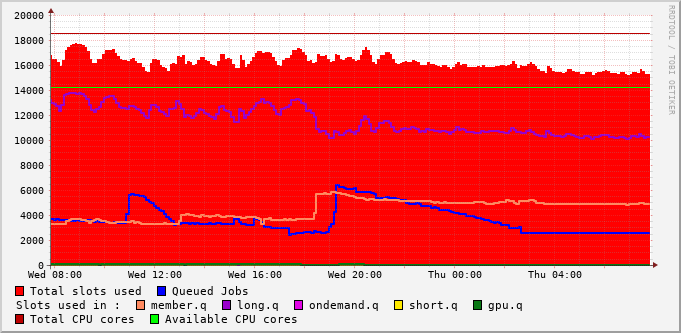 20000
18000
16000
14000
12000
10000
8000
6000
4000
2000
0
Wed 08:00 Wed 12:00 Wed 16:00 Wed 20:00 Thu 00:00 Thu 04:00
Total slots used Queued Jobs
Slots used in : member.q long.q ondemand.q short.q gpu.q
Total CPU cores Available CPU cores
RRDTOOL / TOBI OETIKER